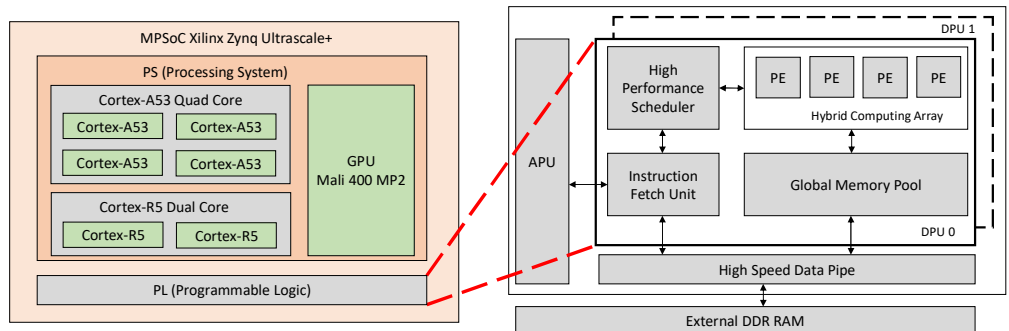 MPSoC Xilinx Zynq Ultrascale+
PS (Processing System)
Cortex-A53 Quad Core
Cortex-A53
Cortex-A53
Cortex-A53
Cortex-A53
Cortex-R5 Dual Core
Cortex-R5
Cortex-R5
GPU
Mali 400 MP2
PL (Programmable Logic)
DPU 1
APU
High
Performance
Scheduler
PE
PE
PE
PE
Hybrid Computing Array
Instruction
Fetch Unit
Global Memory Pool
DPU 0
High Speed Data Pipe
External DDR RAM